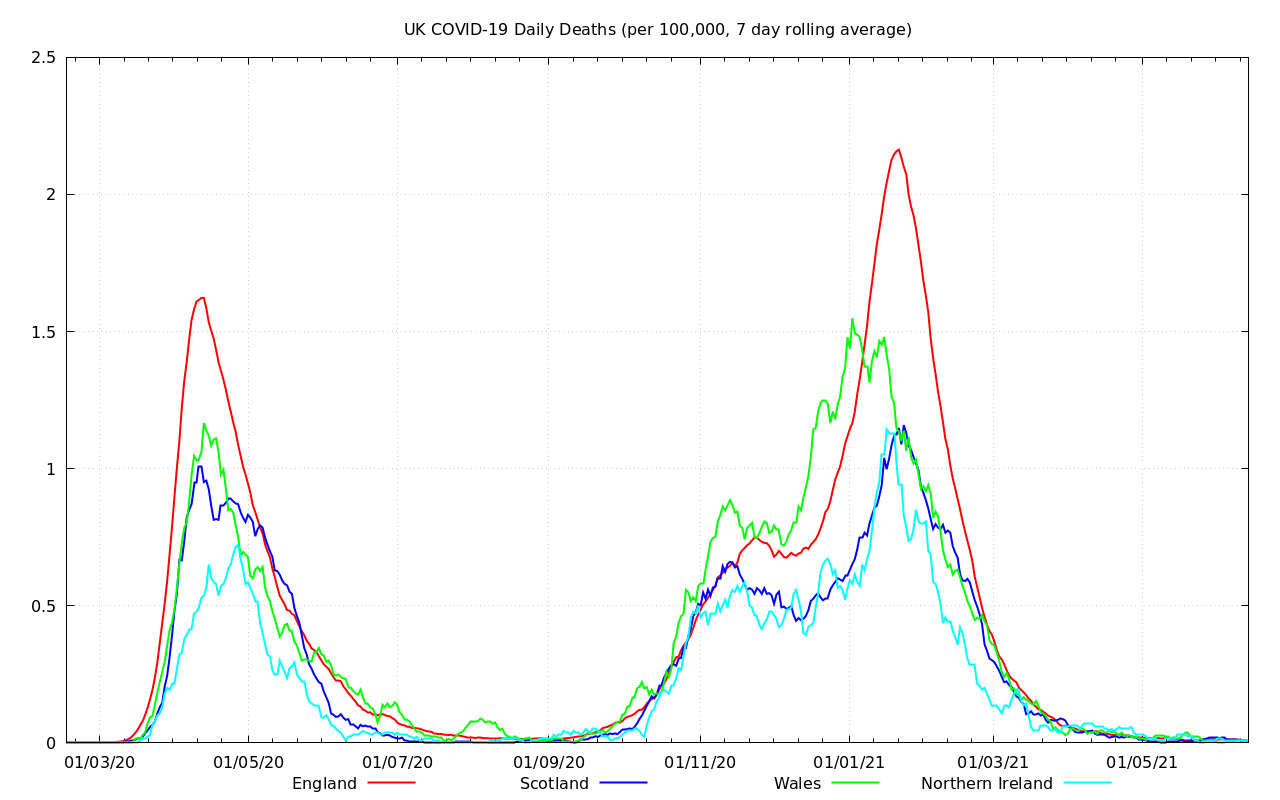 UK COVID-19 Daily Deaths (per 100,000, 7 day rolling average)
2.5
2
1.5
1
0.5
0
01/03/20 01/05/20 01/07/20 01/09/20 01/11/20 01/01/21 01/03/21 01/05/21
England Scotland Wales Northern Ireland